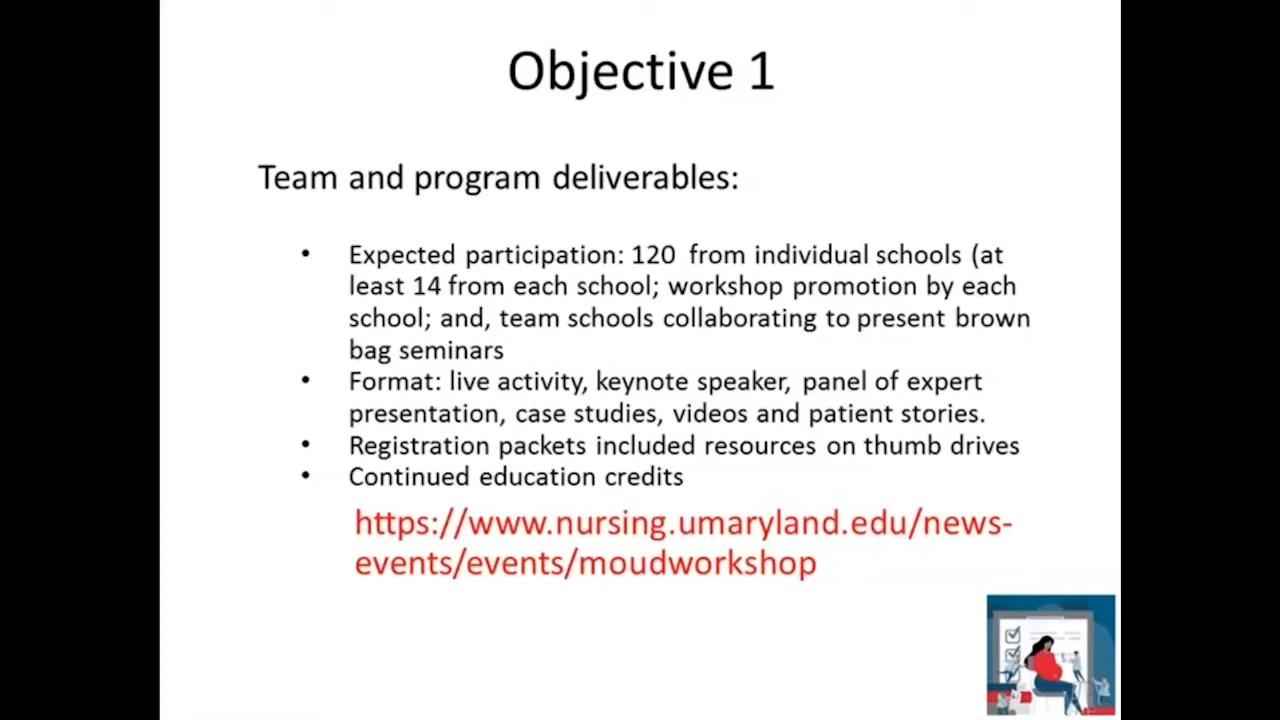 Objective 1
Team and program deliverables:
• Expected participation: 120 from individual schools (at
least 14 from each school; workshop promotion by each
school; and, team schools collaborating to present brown
bag seminars
• Format: live activity, keynote speaker, panel of expert
presentation, case studies, videos and patient stories.
• Registration packets included resources on thumb drives
• Continued education credits
https://www.nursing.umaryland.edu/news-
events/events/moudworkshop